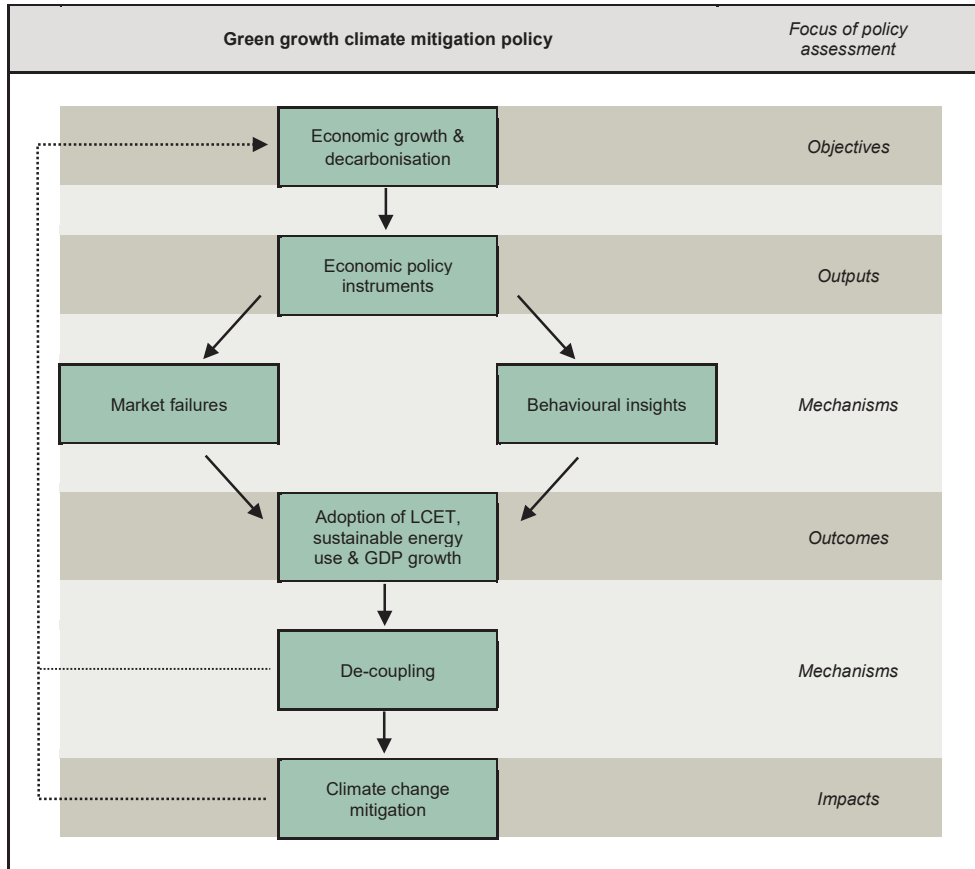 Green growth climate mitigation policy
Focus of policy
assessment
Economic growth &
decarbonisation
Objectives
Economic policy
instruments
Outputs
Market failures
Behavioural insights
Mechanisms
Adoption of LCET,
sustainable energy
use & GDP growth
Outcomes
De-coupling
Mechanisms
Climate change
mitigation
Impacts